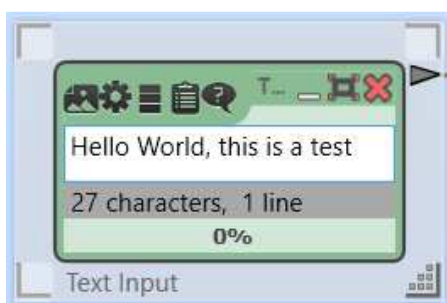 T...
Hello World, this is a test
27 characters, 1 line
0%
Text Input